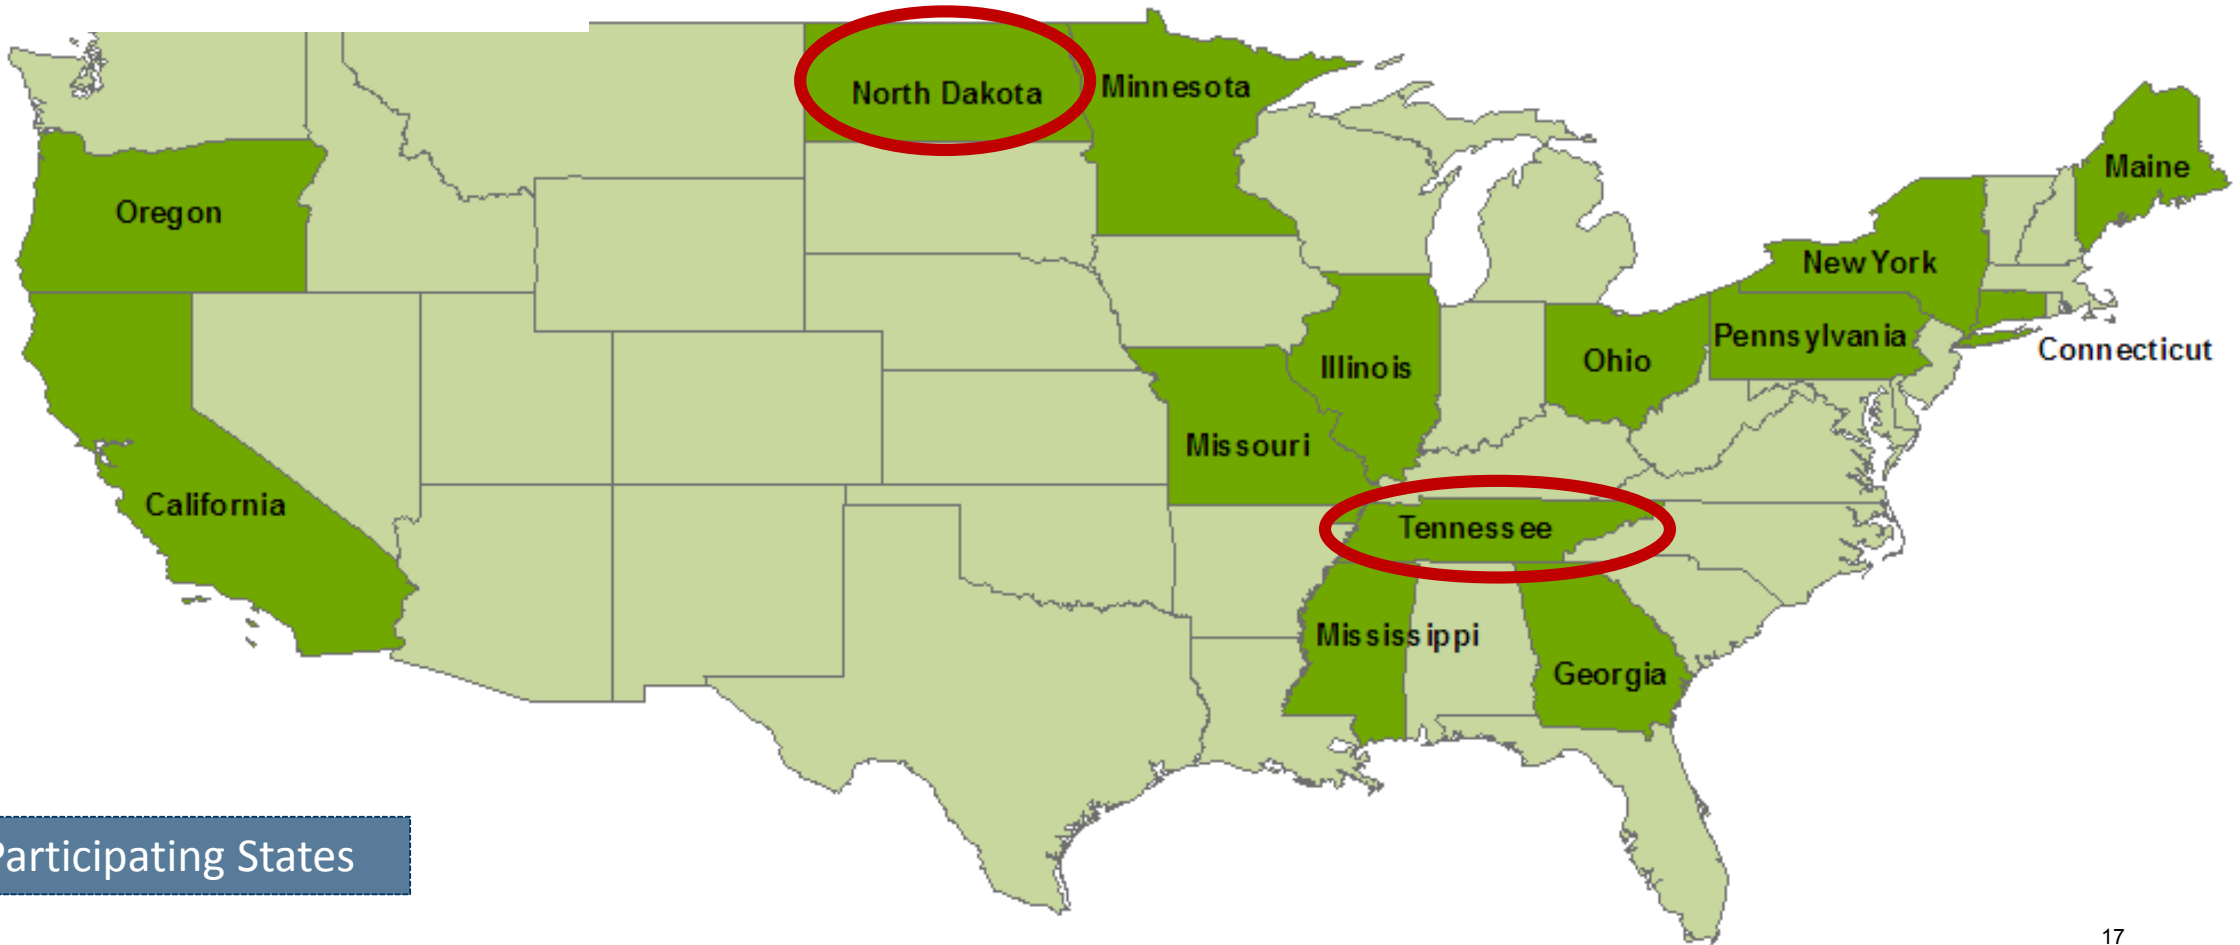 North Dakota
Minnesota
Maine
Oregon
New York
Pennsylvania
Connecticut
Illinois
Ohio
Missouri
California
Tennessee
Mississippi
Georgia
Participating States
17